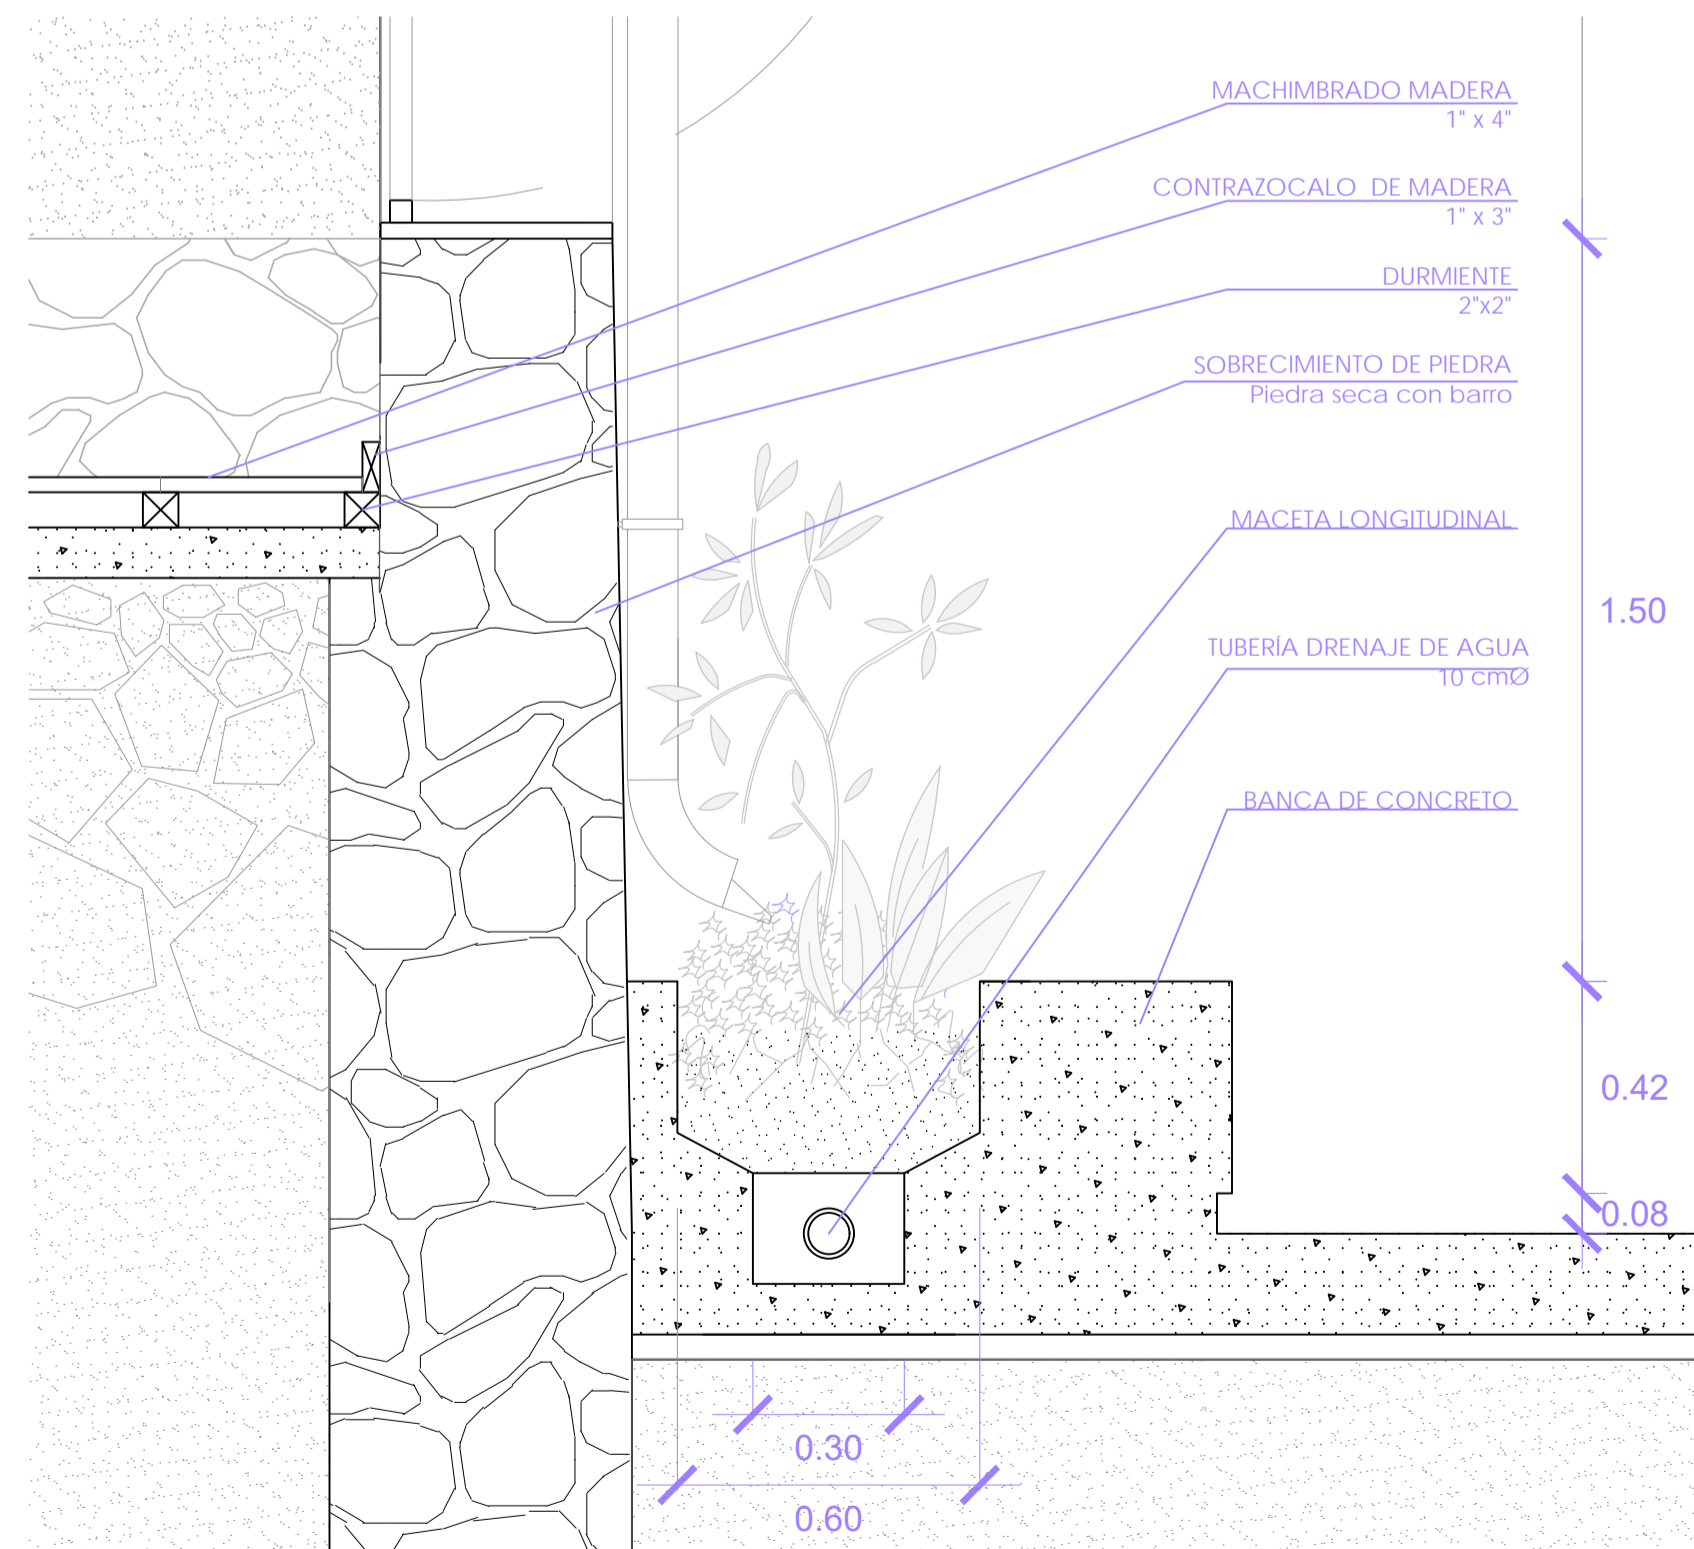 MACHIMBRADO MADERA
1" x 4"
CONTRAZOCALO DE MADERA
1" x 3"
DURMIENTE
2"x2"
SOBRECIMIENTO DE PIEDRA
Piedra seca con barro
MACETA LONGITUDINAL
1.50
TUBERÍA DRENAJE DE AGUA
10 cmØ
BANCA DE CONCRETO
0.42
0.08
0.30
0.60